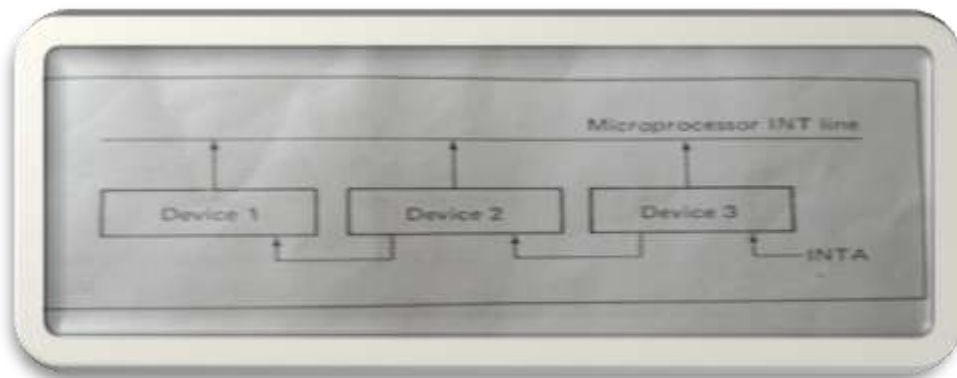 Microprocessor INT line
Device 1
Device 2
Device 3
INTA